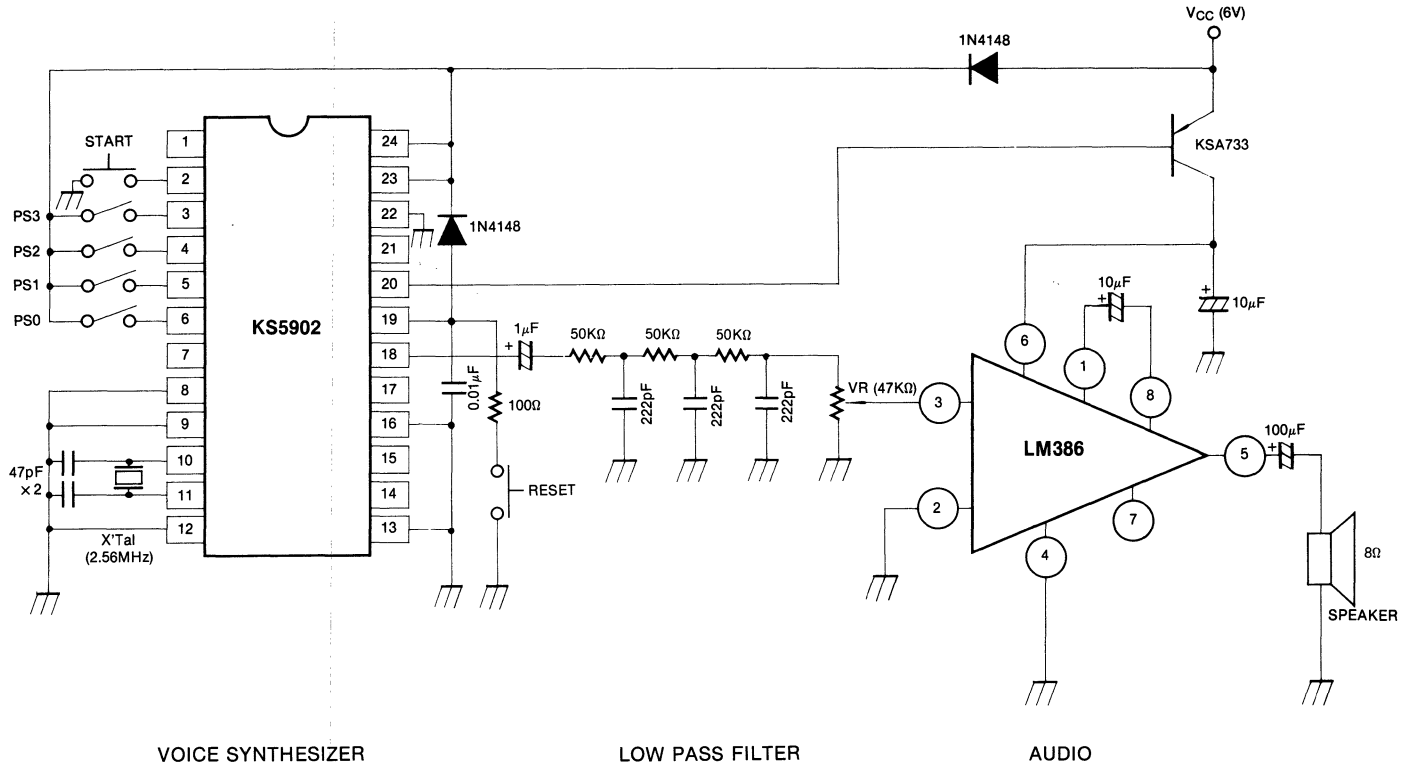 VCC (6V)
1N4148
KSA733
START
1
2
3
4
5
6
7
8
9
10
11
12
24
23
22
21
20
19
18
17
16
15
14
13
KS5902
PS3
PS2
PS1
PS0
1N4148
47pF
×2
X'Tal
(2.56MHz)
0.01μF
100Ω
RESET
1μF
+
50KΩ
50KΩ
50KΩ
222pF
222pF
222pF
VR (47KΩ)
3
2
6
1
8
10μF
+
+
10μF
LM386
5
7
4
100μF
+
8Ω
SPEAKER
VOICE SYNTHESIZER
LOW PASS FILTER
AUDIO